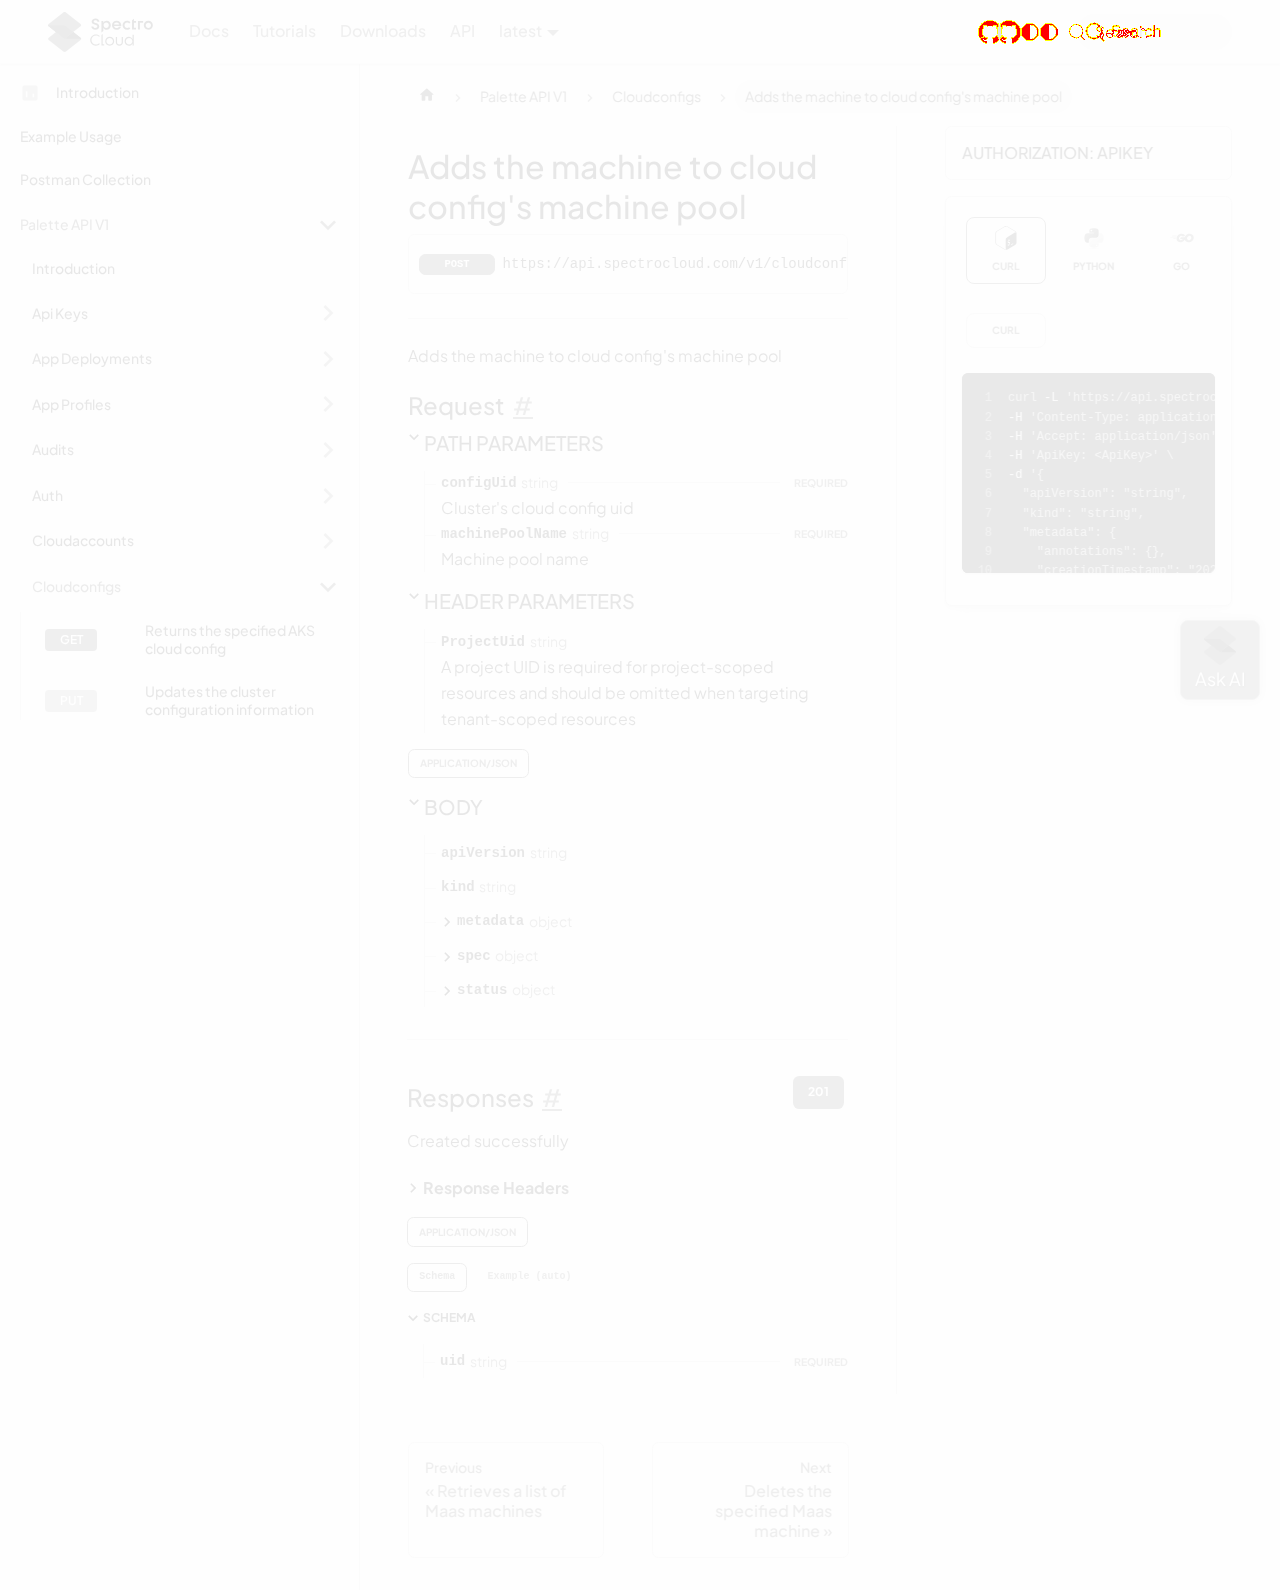 Spectro Cloud
Docs
Tutorials
Downloads
API
latest
Introduction
Example Usage
Postman Collection
Palette API V1
Introduction
Api Keys
App Deployments
App Profiles
Audits
Auth
Cloudaccounts
Cloudconfigs
GET Returns the specified AKS
cloud config
PUT Updates the cluster
configuration information
Palette API V1
Cloudconfigs
Adds the machine to cloud config's machine pool
Adds the machine to cloud
config's machine pool
POST https://api.spectrocloud.com/v1/cloudconf
Adds the machine to cloud config's machine pool
Request #
PATH PARAMETERS
configUid string REQUIRED
Cluster's cloud config uid
machinePoolName string REQUIRED
Machine pool name
HEADER PARAMETERS
ProjectUid string
A project UID is required for project-scoped
resources and should be omitted when targeting
tenant-scoped resources
APPLICATION/JSON
BODY
apiVersion string
kind string
metadata object
spec object
status object
Responses #
201
Created successfully
Response Headers
APPLICATION/JSON
Schema
Example (auto)
SCHEMA
uid string REQUIRED
Previous
« Retrieves a list of
Maas machines
Next
Deletes the
specified Maas
machine »
AUTHORIZATION: APIKEY
CURL
PYTHON
GO
CURL
1 curl -L 'https://api.spectroc
2 -H 'Content-Type: application
3 -H 'Accept: application/json'
4 -H 'ApiKey: <ApiKey>' \
5 -d '{
6 "apiVersion": "string",
7 "kind": "string",
8 "metadata": {
9 "annotations": {},
10 "creationTimestamp": "202
Ask AI